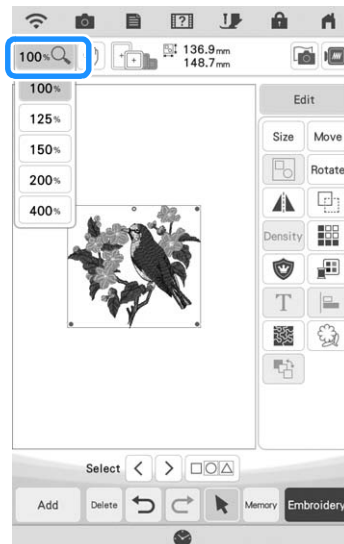 100%
136.9mm
148.7mm
100%
125%
150%
200%
400%
Edit
Size Move
Rotate
Density
T
Select
Add Delete Memory Embroidery